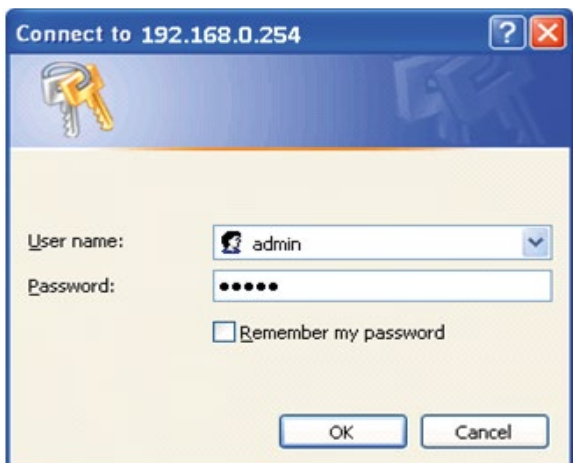 Connect to 192.168.0.254
?
User name:
admin
Password:
•••••
Remember my password
OK
Cancel